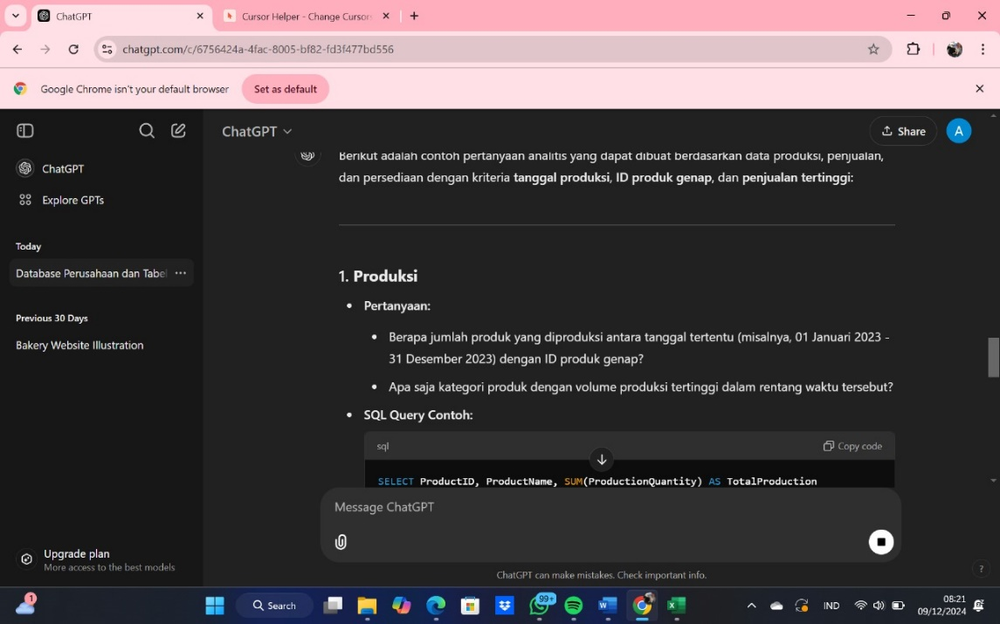 ChatGPT
Cursor Helper - Change Cursor
chatgpt.com/c/6756424a-4fac-8005-bf82-fd3f477bd556
Google Chrome isn't your default browser
Set as default
ChatGPT
Share
A
ChatGPT
Explore GPTs
Today
Database Perusahaan dan Tabel
Previous 30 Days
Bakery Website Illustration
Upgrade plan
More access to the best models
Berikut adalah contoh pertanyaan analitis yang dapat dibuat berdasarkan data produksi, penjualan,
dan persediaan dengan kriteria tanggal produksi, ID produk genap, dan penjualan tertinggi:
1. Produksi
• Pertanyaan:
• Berapa jumlah produk yang diproduksi antara tanggal tertentu (misalnya, 01 Januari 2023 -
31 Desember 2023) dengan ID produk genap?
• Apa saja kategori produk dengan volume produksi tertinggi dalam rentang waktu tersebut?
• SQL Query Contoh:
sql
Copy code
SELECT ProductID, ProductName, SUM(ProductionQuantity) AS TotalProduction
Message ChatGPT
ChatGPT can make mistakes. Check important info.
?
1
Search
99+
IND
08:21
09/12/2024